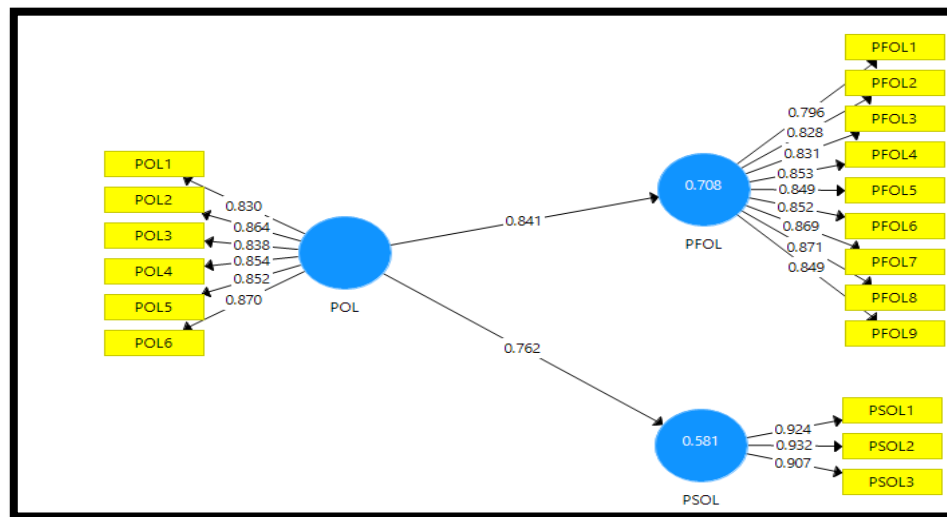 POL1
POL2
POL3
POL4
POL5
POL6
0.830
0.864
0.838
0.854
0.852
0.870
POL
0.841
0.762
0.708
PFOL
0.796
0.828
0.831
0.853
0.849
0.852
0.869
0.871
0.849
PFOL1
PFOL2
PFOL3
PFOL4
PFOL5
PFOL6
PFOL7
PFOL8
PFOL9
0.581
PSOL
0.924
0.932
0.907
PSOL1
PSOL2
PSOL3